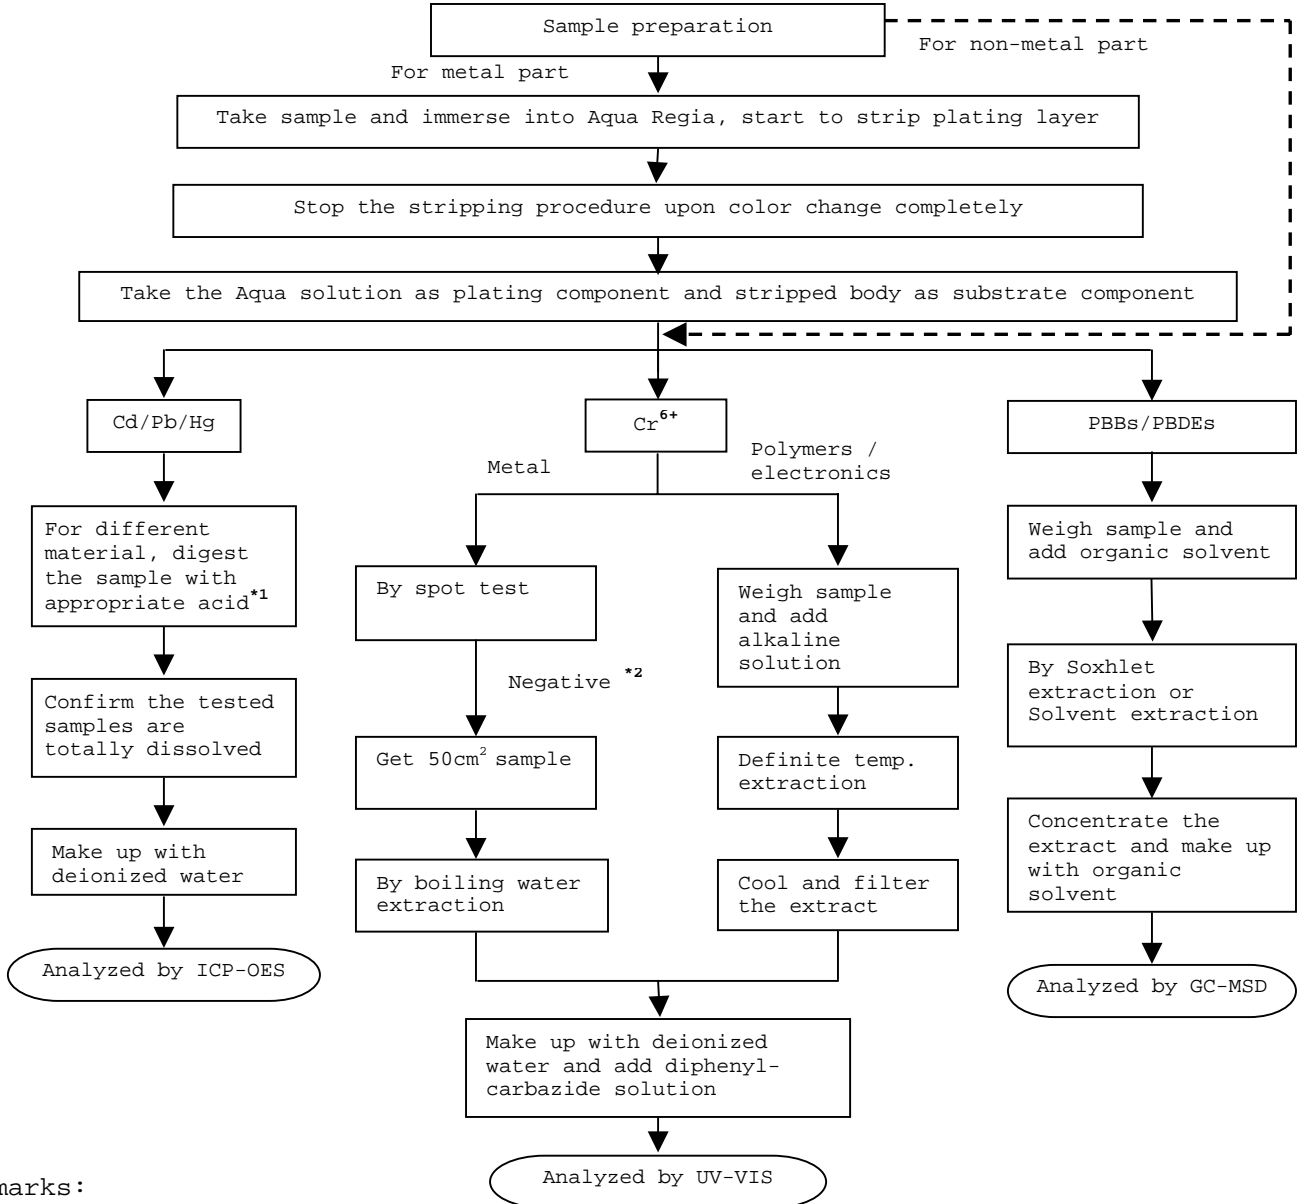 Sample preparation
For non-metal part
For metal part
Take sample and immerse into Aqua Regia, start to strip plating layer
Stop the stripping procedure upon color change completely
Take the Aqua solution as plating component and stripped body as substrate component
Cd/Pb/Hg
Cr⁶⁺
PBBs/PBDEs
Metal
Polymers /
electronics
For different
material, digest
the sample with
appropriate acid*1
By spot test
Weigh sample
and add
alkaline
solution
Weigh sample and
add organic solvent
Negative *2
Confirm the tested
samples are
totally dissolved
Get 50cm² sample
Definite temp.
extraction
By Soxhlet
extraction or
Solvent extraction
Make up with
deionized water
By boiling water
extraction
Cool and filter
the extract
Concentrate the
extract and make up
with organic
solvent
Analyzed by ICP-OES
Analyzed by GC-MSD
Make up with deionized
water and add diphenyl-
carbazide solution
Analyzed by UV-VIS
marks: